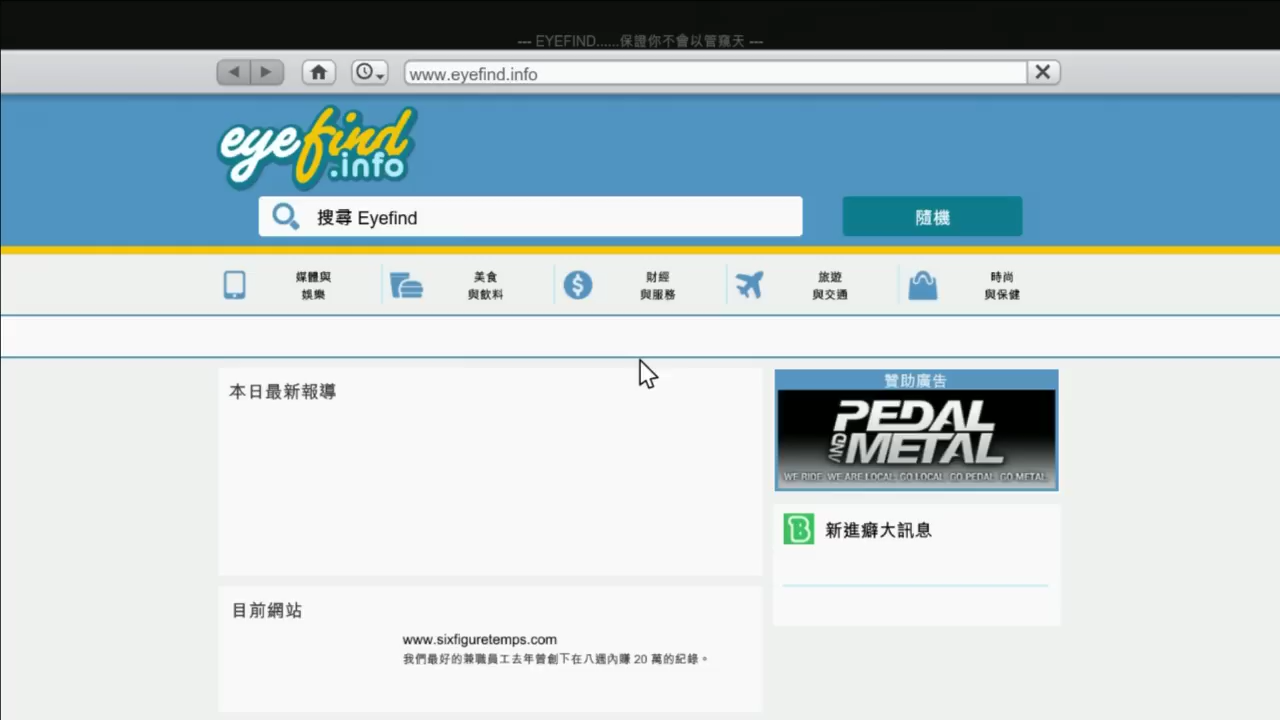 --- EYEFIND......保證你不會以管窺天 ---
www.eyefind.info
eyefind
.info
搜尋 Eyefind
隨機
媒體與
娛樂
美食
與飲料
財經
與服務
旅遊
與交通
時尚
與保健
本日最新報導
贊助廣告
PEDAL
AND METAL
WE RIDE. WE ARE LOCAL. GO LOCAL. GO PEDAL. GO METAL.
新進癖大訊息
目前網站
www.sixfiguretemps.com
我們最好的兼職員工去年曾創下在八週內賺 20 萬的紀錄。